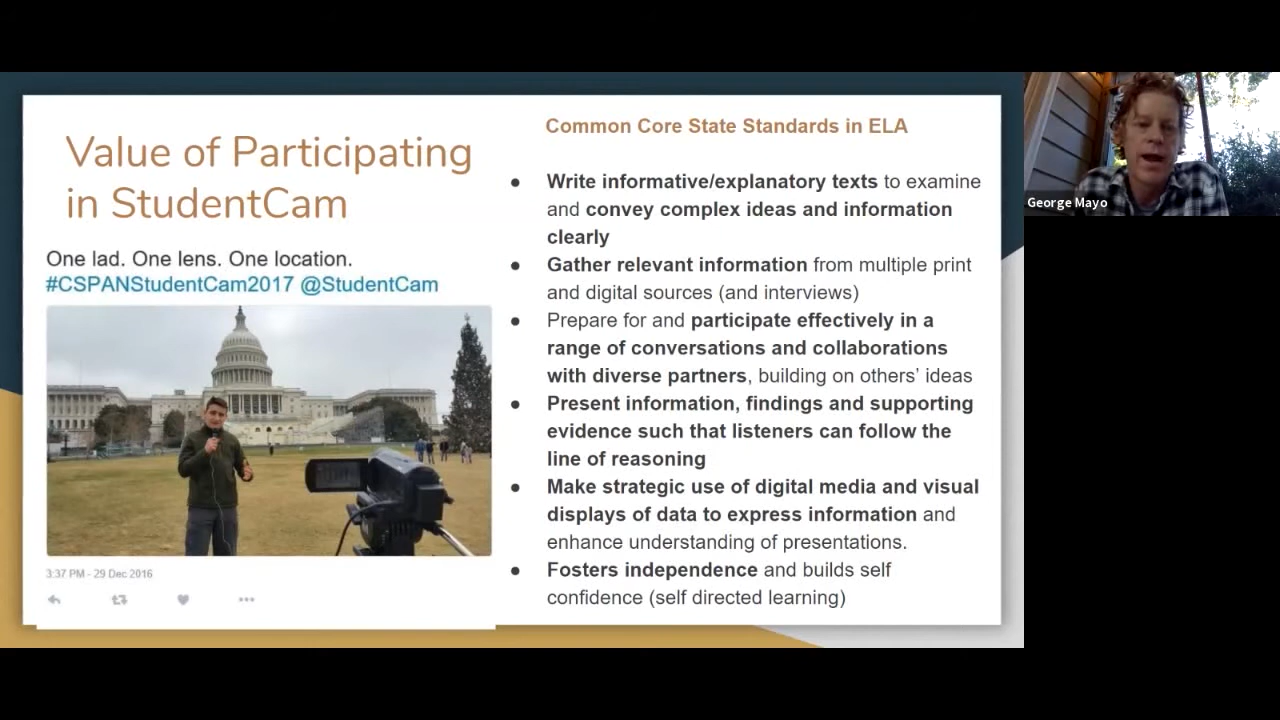 Value of Participating
in StudentCam
One lad. One lens. One location.
#CSPANStudentCam2017 @StudentCam
3:37 PM - 29 Dec 2016
Common Core State Standards in ELA
● Write informative/explanatory texts to examine
and convey complex ideas and information
clearly
● Gather relevant information from multiple print
and digital sources (and interviews)
● Prepare for and participate effectively in a
range of conversations and collaborations
with diverse partners, building on others’ ideas
● Present information, findings and supporting
evidence such that listeners can follow the
line of reasoning
● Make strategic use of digital media and visual
displays of data to express information and
enhance understanding of presentations.
● Fosters independence and builds self
confidence (self directed learning)
George Mayo